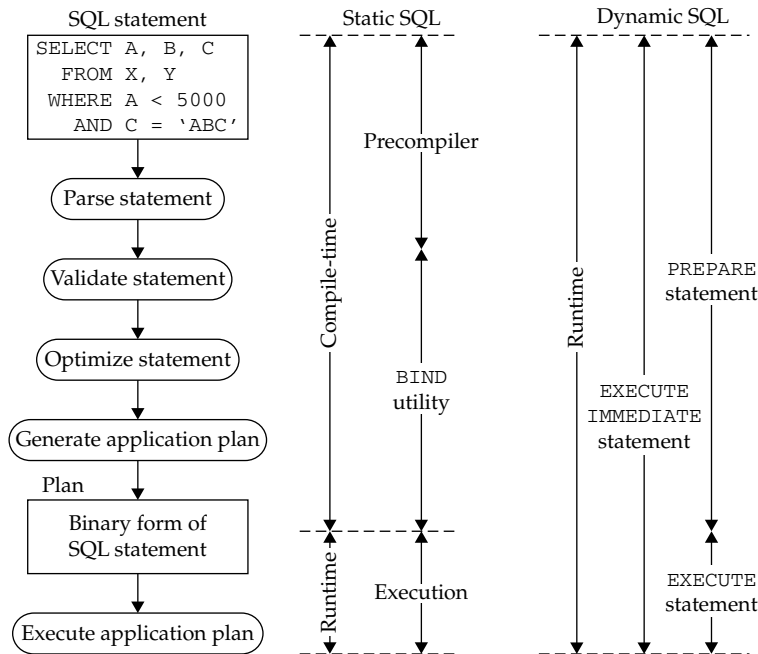 SQL statement
SELECT A, B, C
FROM X, Y
WHERE A < 5000
AND C = ‘ABC’
Parse statement
Validate statement
Optimize statement
Generate application plan
Plan
Binary form of
SQL statement
Execute application plan
Static SQL
Compile-time
Precompiler
BIND
utility
Runtime
Execution
Dynamic SQL
Runtime
EXECUTE
IMMEDIATE
statement
PREPARE
statement
EXECUTE
statement